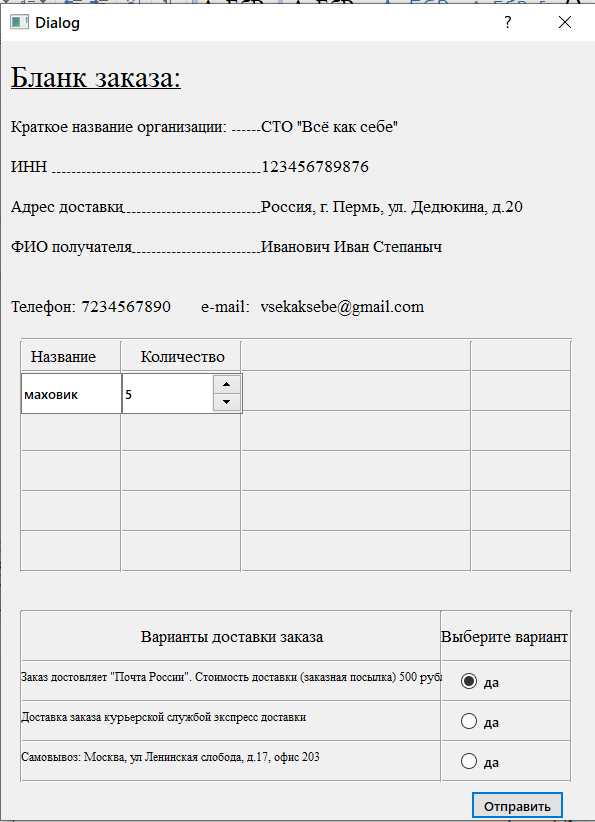 Dialog ?
Бланк заказа:
Краткое название организации: ------СТО "Всё как себе"
ИНН 123456789876
Адрес доставки Россия, г. Пермь, ул. Дедюкина, д.20
ФИО получателя Иванович Иван Степаныч
Телефон: 7234567890 e-mail: vsekaksebe@gmail.com
Название Количество
маховик 5
Варианты доставки заказа Выберите вариант
Заказ достовляет "Почта России". Стоимость доставки (заказная посылка) 500 руб да
Доставка заказа курьерской службой экспресс доставки да
Самовывоз: Москва, ул Ленинская слобода, д.17, офис 203 да
Отправить